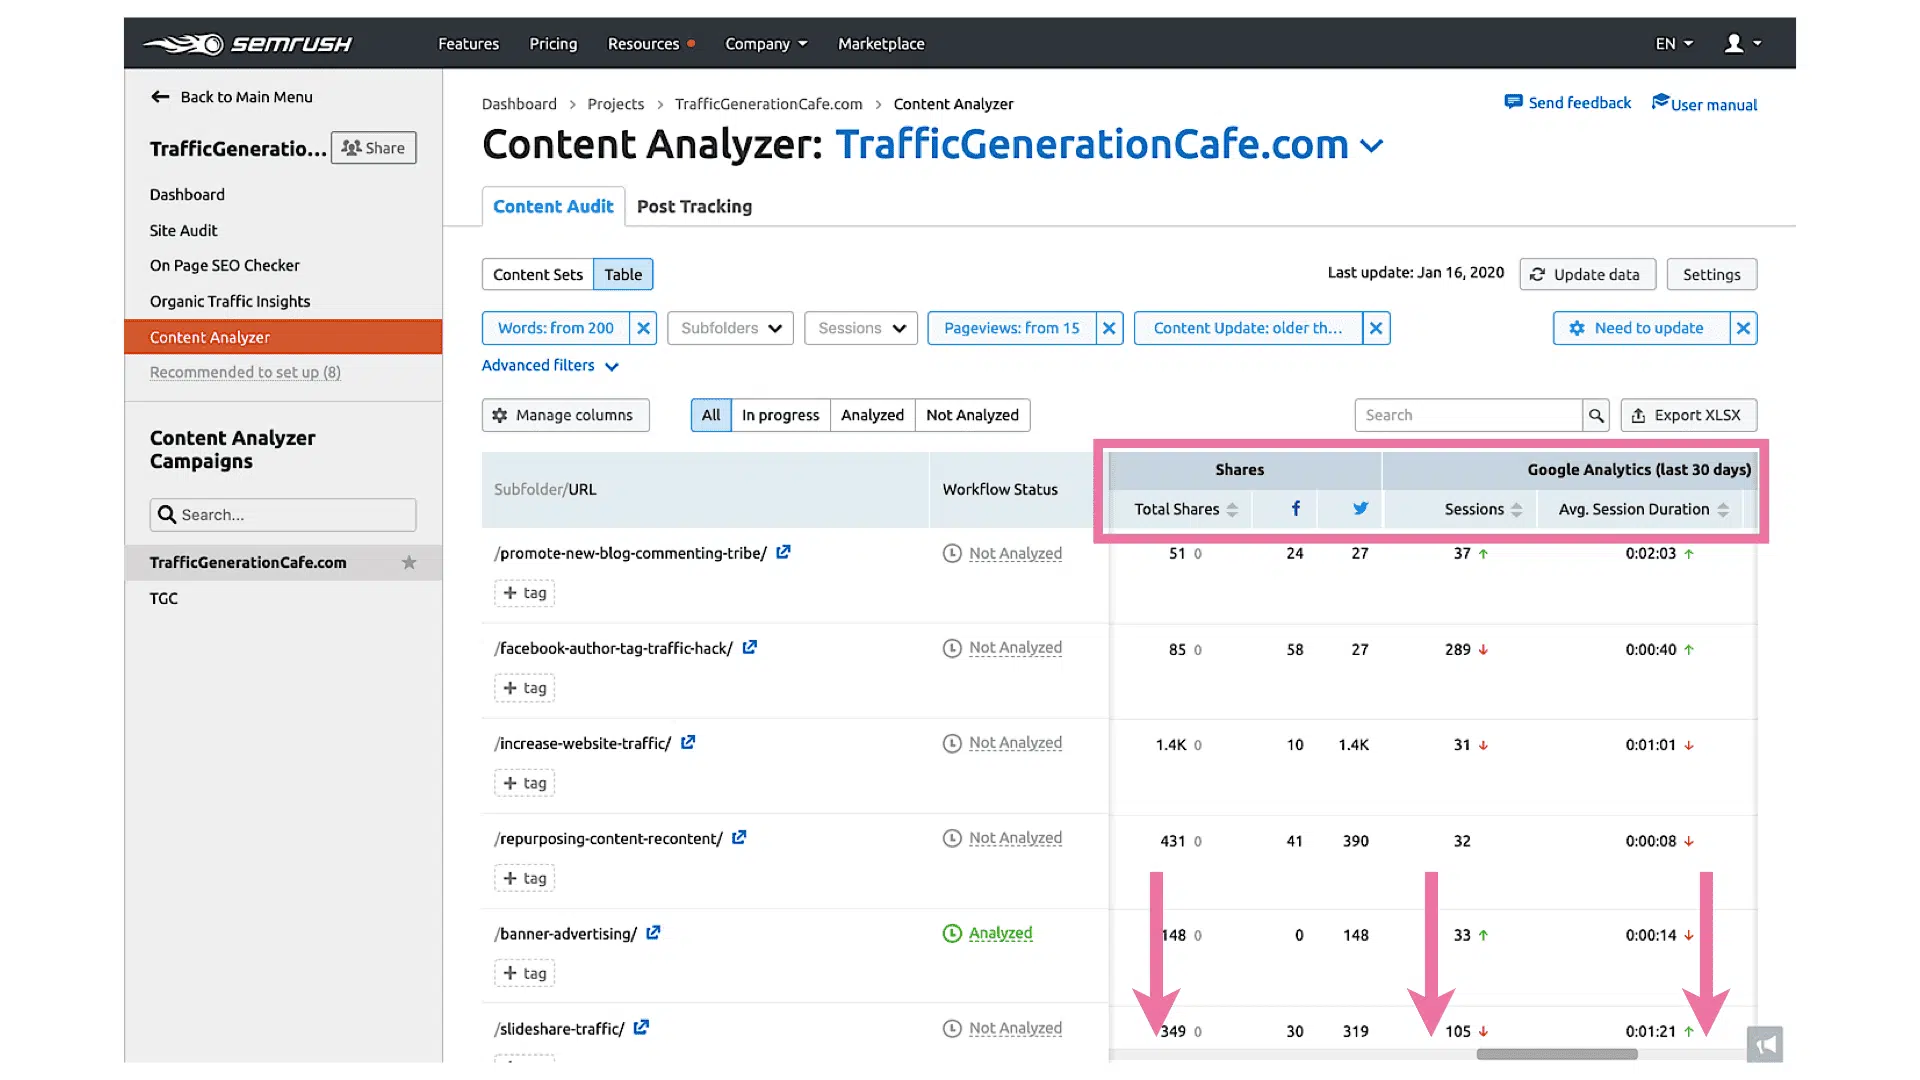 SEMRUSH Features Pricing Resources Company Marketplace EN
Back to Main Menu
TrafficGeneratio... Share
Dashboard
Site Audit
On Page SEO Checker
Organic Traffic Insights
Content Analyzer
Recommended to set up (8)
Content Analyzer
Campaigns
Search...
TrafficGenerationCafe.com
TGC
Dashboard > Projects > TrafficGenerationCafe.com > Content Analyzer
Send feedback User manual
Content Analyzer: TrafficGenerationCafe.com
Content Audit Post Tracking
Content Sets Table Last update: Jan 16, 2020 Update data Settings
Words: from 200 Subfolders Sessions Pageviews: from 15 Content Update: older th... Need to update
Advanced filters
Manage columns All In progress Analyzed Not Analyzed Search Export XLSX
Shares Google Analytics (last 30 days)
Subfolder/URL Workflow Status Total Shares f Sessions Avg. Session Duration
/promote-new-blog-commenting-tribe/ Not Analyzed 51 0 24 27 37 ↑ 0:02:03 ↑
+ tag
/facebook-author-tag-traffic-hack/ Not Analyzed 85 0 58 27 289 ↓ 0:00:40 ↑
+ tag
/increase-website-traffic/ Not Analyzed 1.4K 0 10 1.4K 31 ↓ 0:01:01 ↓
+ tag
/repurposing-content-recontent/ Not Analyzed 431 0 41 390 32 0:00:08 ↓
+ tag
/banner-advertising/ Analyzed 148 0 0 148 33 ↑ 0:00:14 ↓
+ tag
/slideshare-traffic/ Not Analyzed 349 0 30 319 105 ↓ 0:01:21 ↑